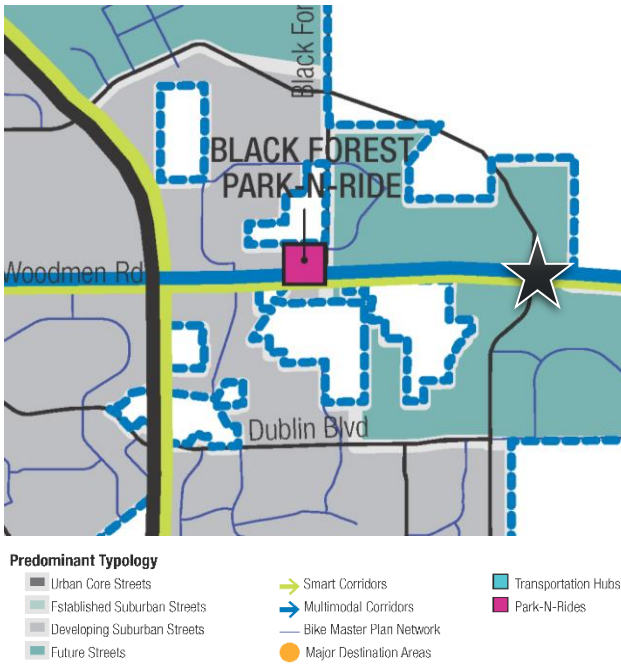 Black For
BLACK FOREST
PARK-N-RIDE
Woodmen Rd
Dublin Blvd
Predominant Typology
Urban Core Streets
Established Suburban Streets
Developing Suburban Streets
Future Streets
Smart Corridors
Multimodal Corridors
Bike Master Plan Network
Major Destination Areas
Transportation Hubs
Park-N-Rides